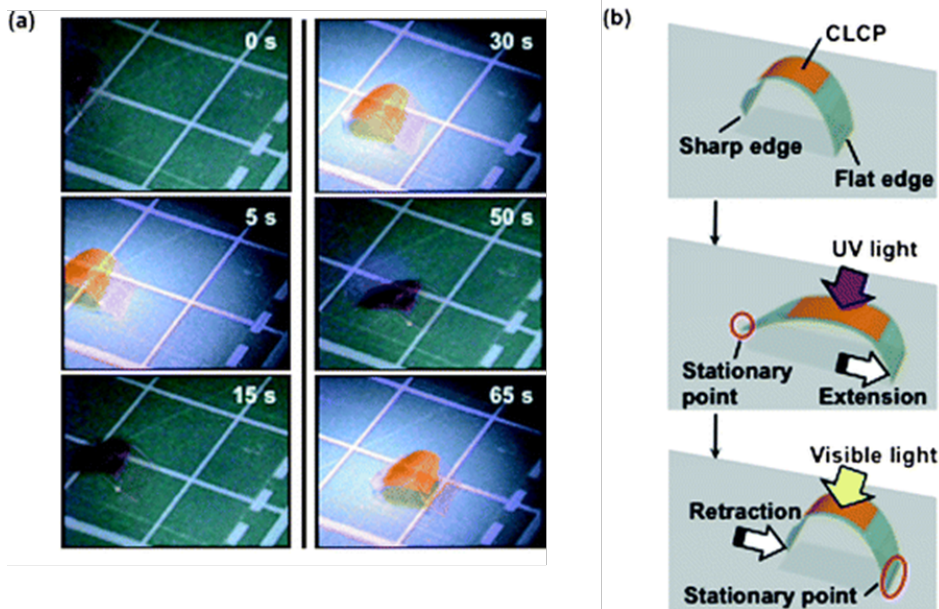 (a)
0 s
30 s
5 s
50 s
15 s
65 s
(b)
CLCP
Sharp edge
Flat edge
UV light
Stationary
point
Extension
Visible light
Retraction
Stationary point